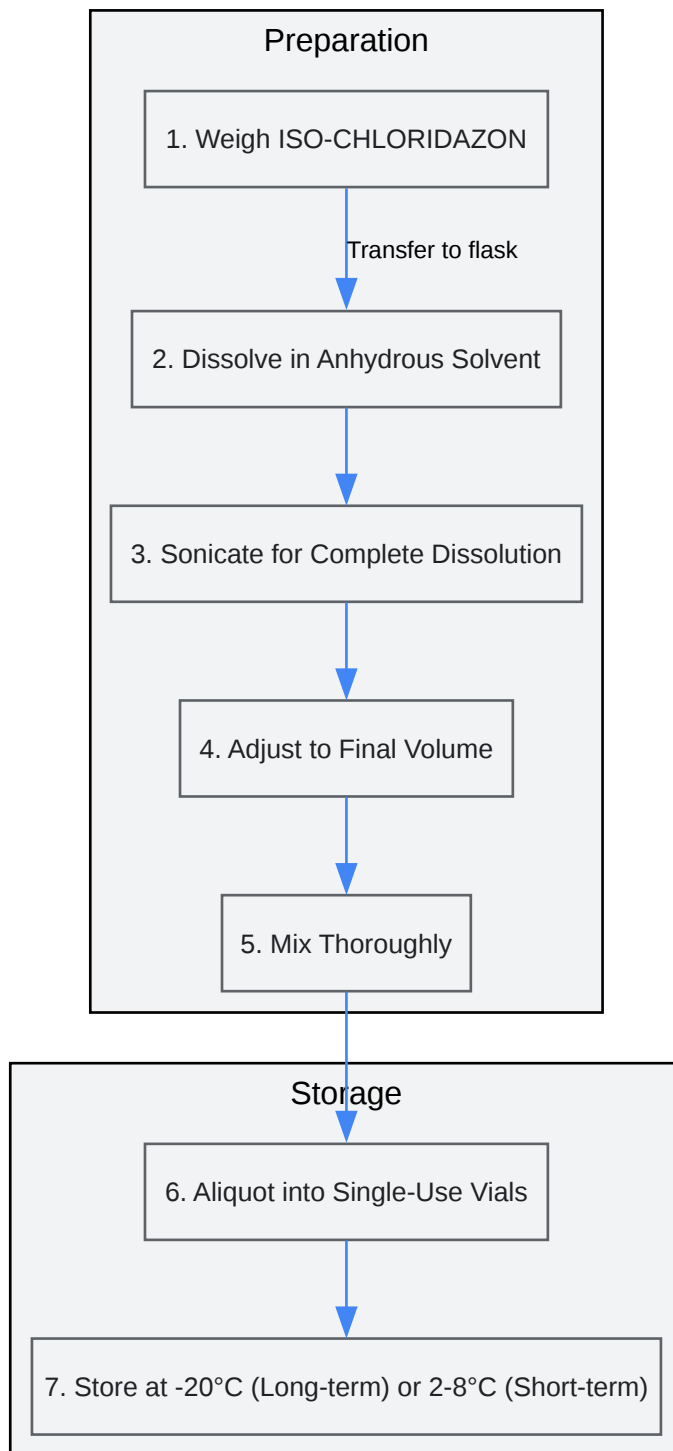 Preparation
1. Weigh ISO-CHLORIDAZON
Transfer to flask
2. Dissolve in Anhydrous Solvent
3. Sonicate for Complete Dissolution
4. Adjust to Final Volume
5. Mix Thoroughly
Storage
6. Aliquot into Single-Use Vials
7. Store at -20°C (Long-term) or 2-8°C (Short-term)